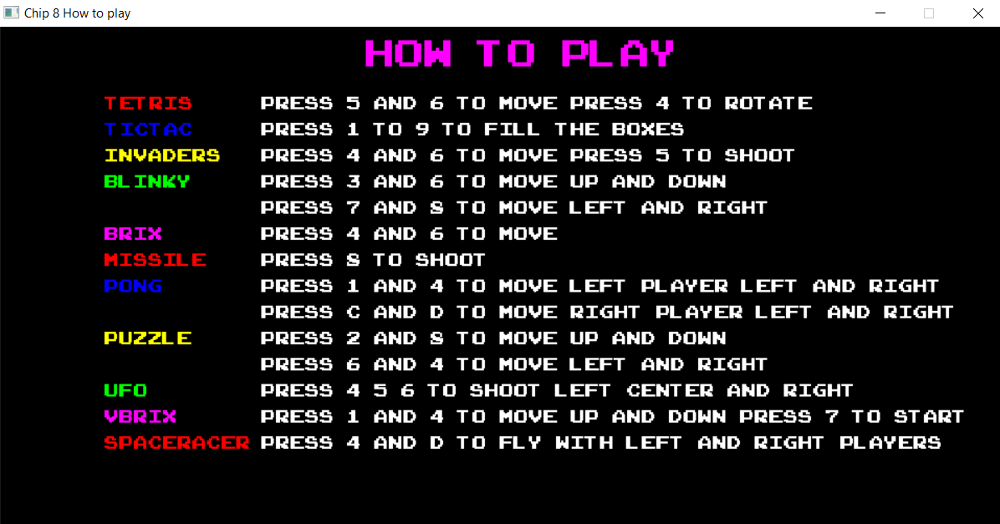 Chip 8 How to play
HOW TO PLAY
TETRIS PRESS 5 AND 6 TO MOVE PRESS 4 TO ROTATE
TICTAC PRESS 1 TO 9 TO FILL THE BOXES
INVADERS PRESS 4 AND 6 TO MOVE PRESS 5 TO SHOOT
BLINKY PRESS 3 AND 6 TO MOVE UP AND DOWN
PRESS 7 AND 8 TO MOVE LEFT AND RIGHT
BRIX PRESS 4 AND 6 TO MOVE
MISSILE PRESS 8 TO SHOOT
PONG PRESS 1 AND 4 TO MOVE LEFT PLAYER LEFT AND RIGHT
PRESS C AND D TO MOVE RIGHT PLAYER LEFT AND RIGHT
PUZZLE PRESS 2 AND 8 TO MOVE UP AND DOWN
PRESS 6 AND 4 TO MOVE LEFT AND RIGHT
UFO PRESS 4 5 6 TO SHOOT LEFT CENTER AND RIGHT
VBRIX PRESS 1 AND 4 TO MOVE UP AND DOWN PRESS 7 TO START
SPACERACER PRESS 4 AND D TO FLY WITH LEFT AND RIGHT PLAYERS